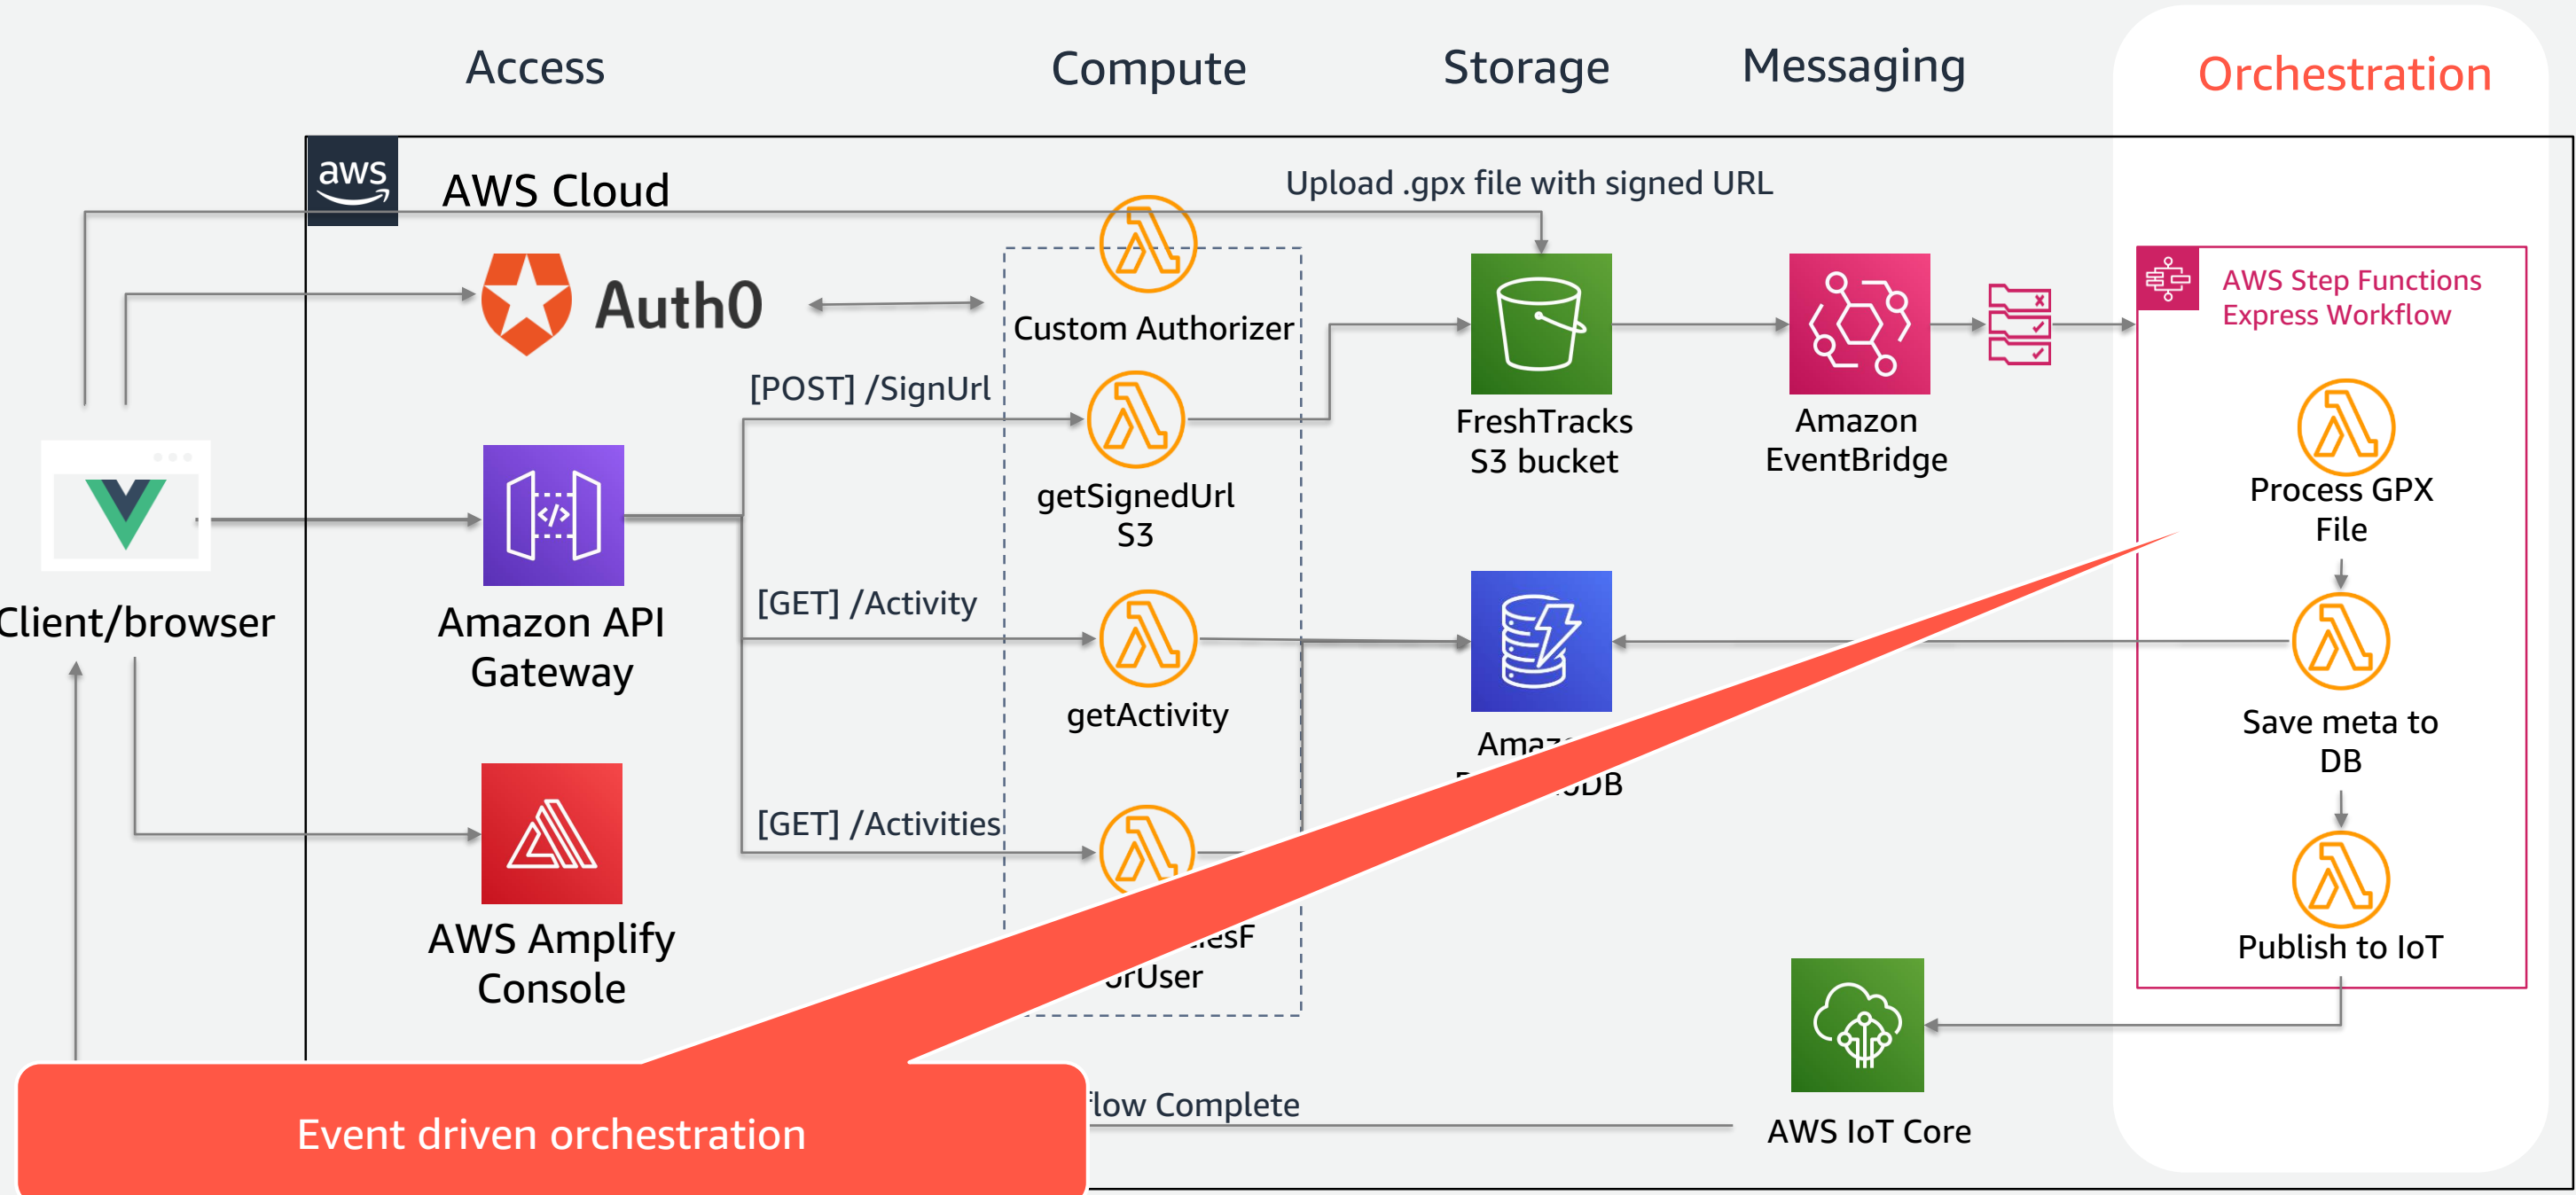 Access
Compute
Storage
Messaging
Orchestration
aws
AWS Cloud
Upload .gpx file with signed URL
Auth0
Custom Authorizer
AWS Step Functions
Express Workflow
[POST] /SignUrl
FreshTracks
S3 bucket
Amazon
EventBridge
getSignedUrl
S3
Process GPX
File
Client/browser
Amazon API
Gateway
[GET] /Activity
getActivity
Save meta to
DB
[GET] /Activities
AWS Amplify
Console
Publish to IoT
Event driven orchestration
Complete
AWS IoT Core